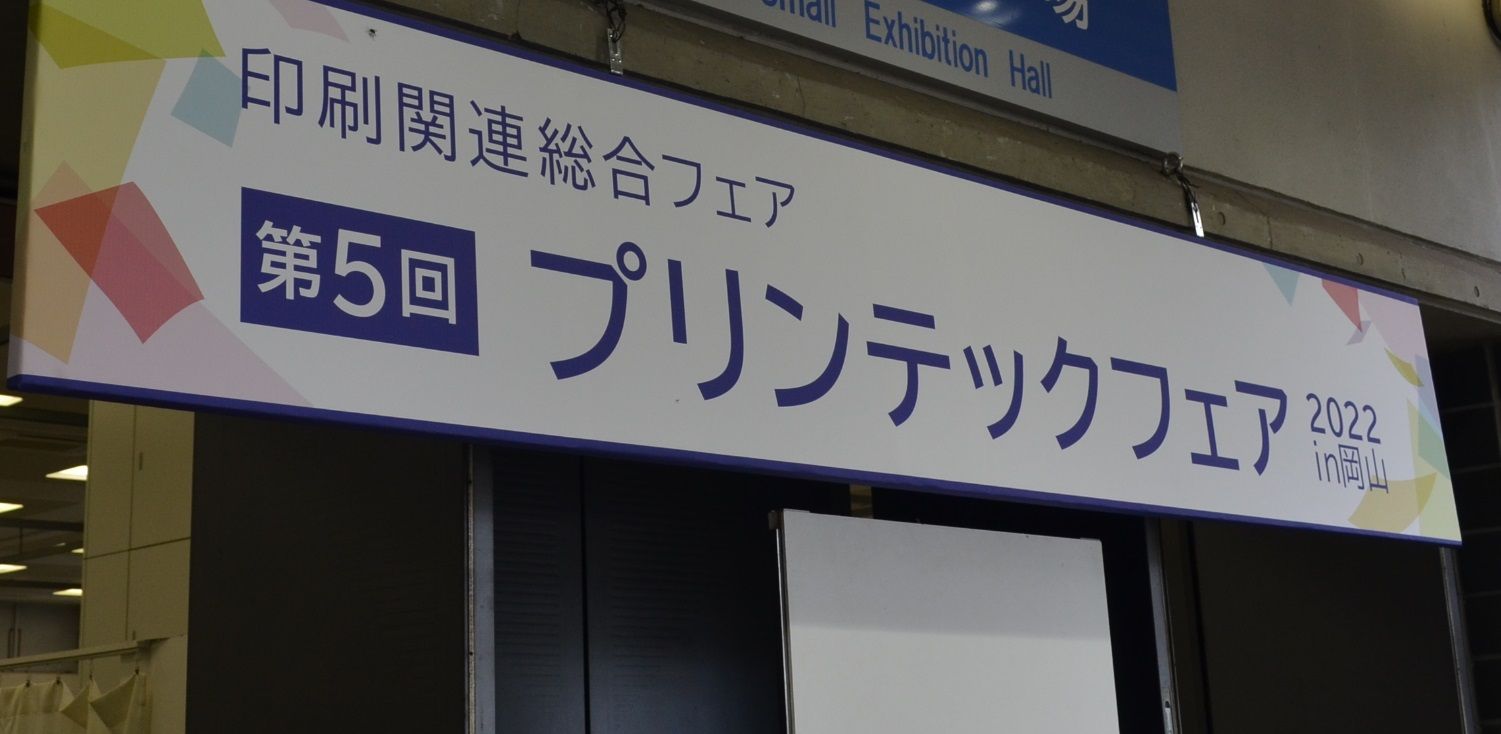 Exhibition Hall
印刷関連総合フェア
第5回 プリンテックフェア 2022
in岡山